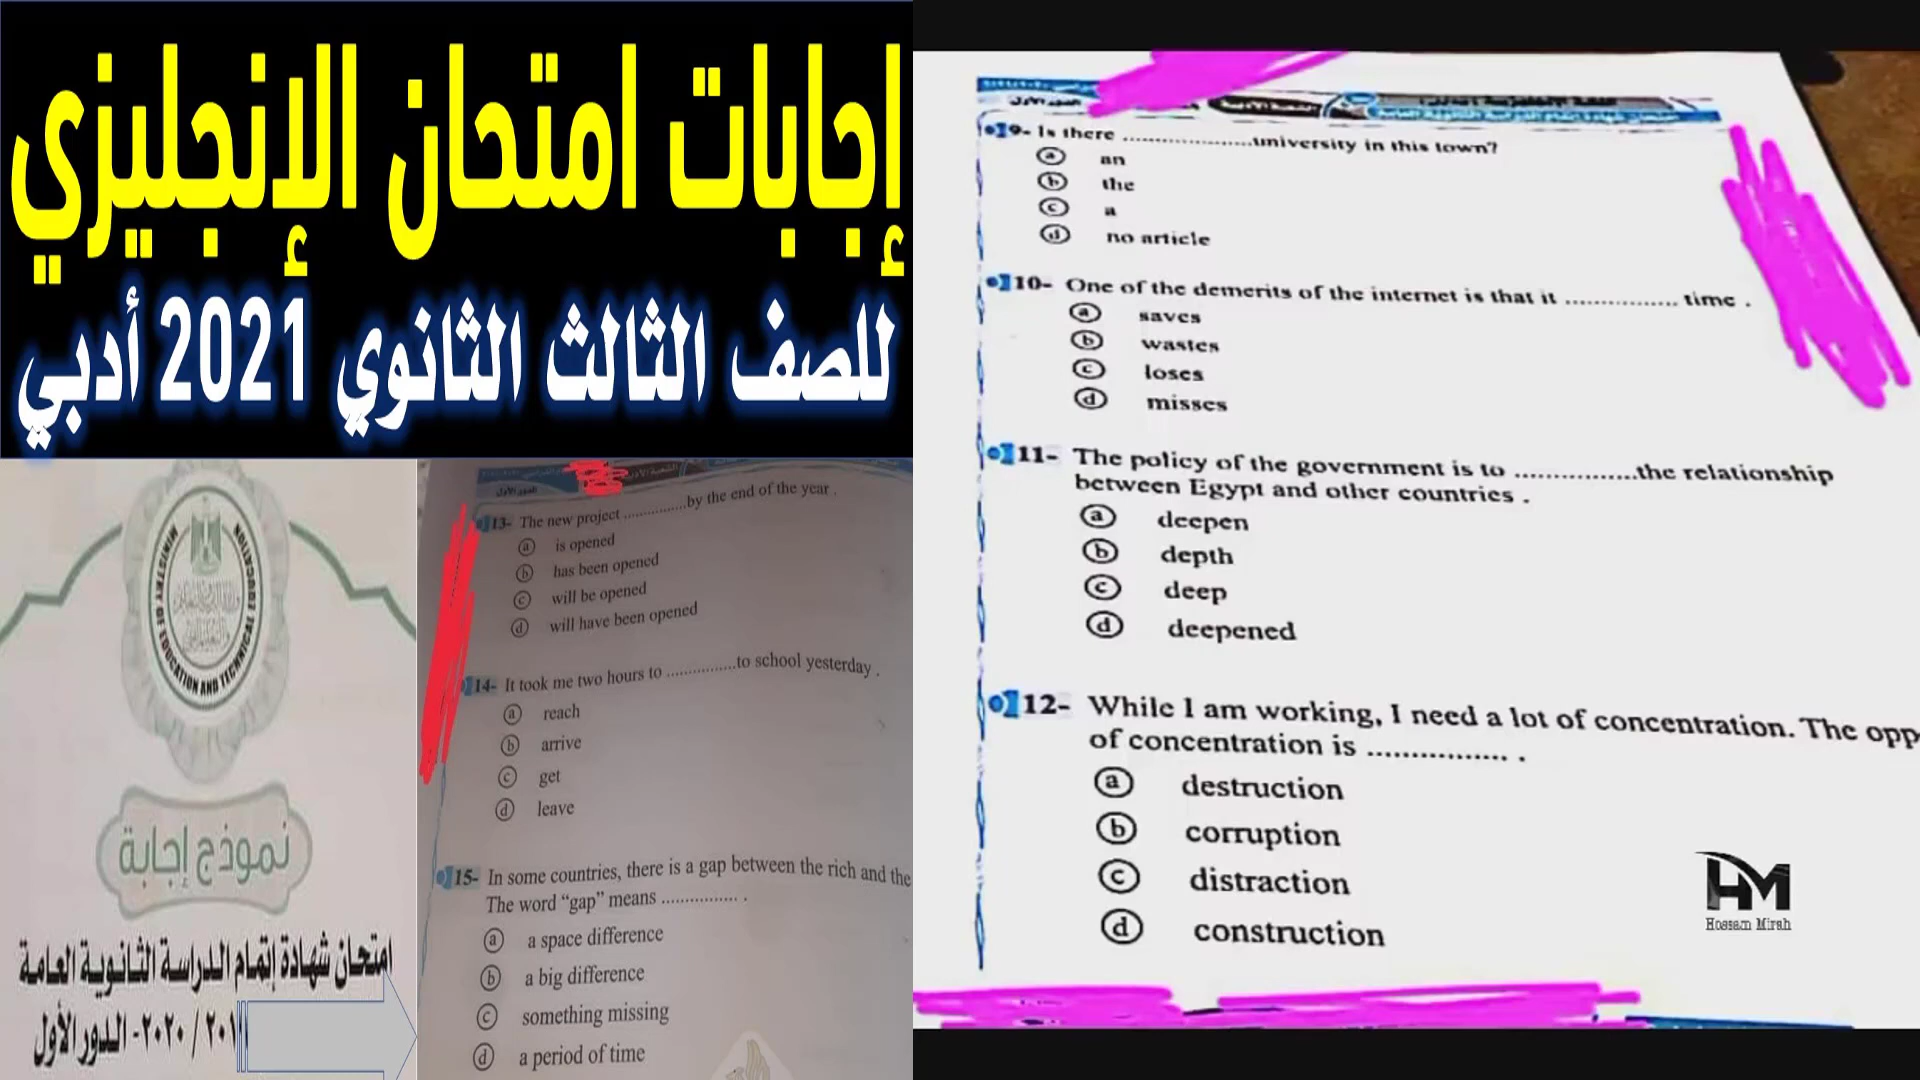 إجابات امتحان الإنجليزي
للصف الثالث الثانوي 2021 أدبي
MINISTRY OF EDUCATION AND TECHNICAL EDUCATION
نموذج إجابة
امتحان شهادة إتمام الدراسة الثانوية العامة
٢٠٢٠ - الدور الأول
13- The new project ................by the end of the year .
a is opened
b has been opened
c will be opened
d will have been opened
14- It took me two hours to ................to school yesterday .
a reach
b arrive
c get
d leave
15- In some countries, there is a gap between the rich and the
The word “gap” means ................ .
a a space difference
b a big difference
c something missing
d a period of time
9- Is there ....................university in this town?
a an
b the
c a
d no article
10- One of the demerits of the internet is that it ................ time .
a saves
b wastes
c loses
d misses
11- The policy of the government is to .................the relationship
between Egypt and other countries .
a deepen
b depth
c deep
d deepened
12- While I am working, I need a lot of concentration. The opp
of concentration is ................. .
a destruction
b corruption
c distraction
d construction
HM
Hossam Mirah